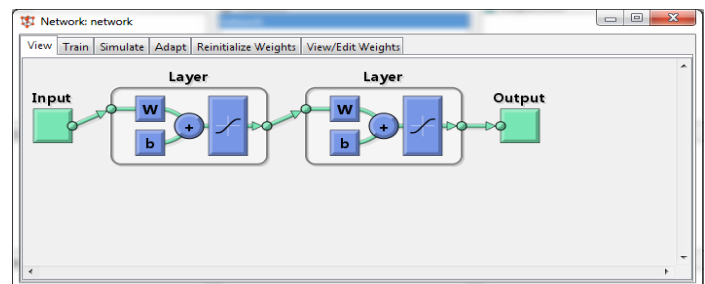 Network: network
View Train Simulate Adapt Reinitialize Weights View/Edit Weights
Layer Layer
Input Output
W W
+ +
b b